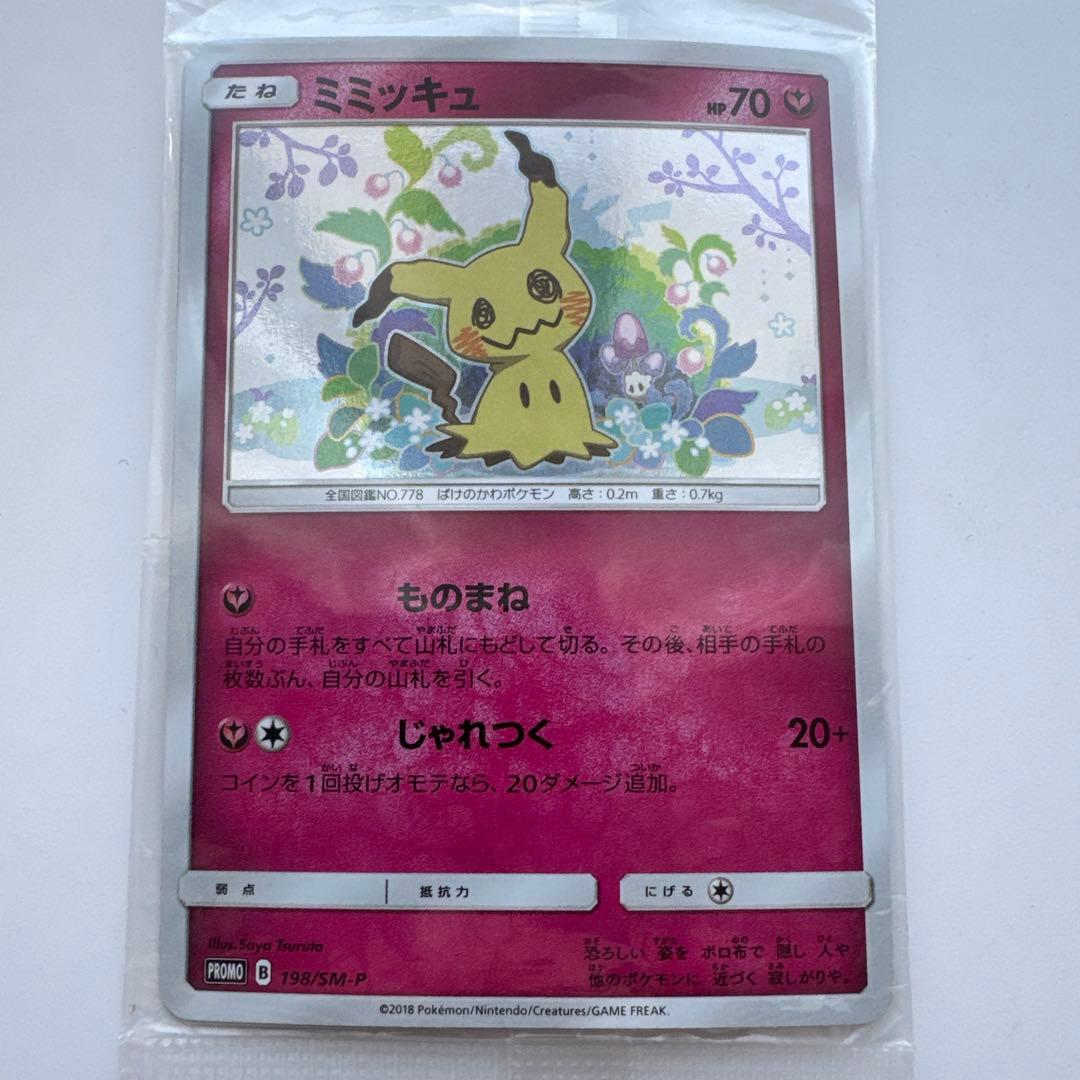 たね ミミッキュ HP70
全国図鑑NO.778 ばけのかわポケモン 高さ:0.2m 重さ:0.7kg
ものまね
自分の手札をすべて山札にもどして切る。その後、相手の手札の
枚数ぶん、自分の山札を引く。
じゃれつく 20+
コインを1回投げオモテなら、20ダメージ追加。
弱点 抵抗力 にげる
Illus. Saya Tsuruta
恐ろしい 姿を ボロ布で 隠し 人や
PROMO B 198/SM-P 他のポケモンに 近づく 寂しがりや。
©2018 Pokémon/Nintendo/Creatures/GAME FREAK.